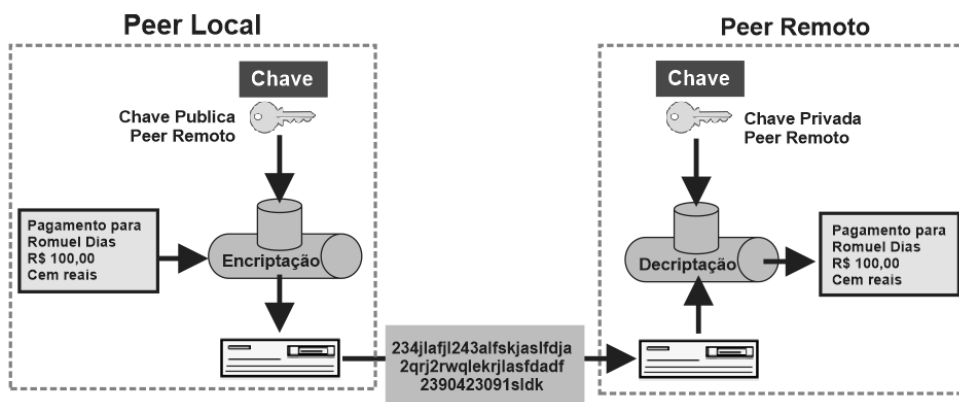 Peer Local
Chave
Chave Publica
Peer Remoto
Pagamento para
Romuel Dias
R$ 100,00
Cem reais
Encriptação
234jlafjl243alfskjaslfdja
2qrj2rwqlekrjlasfdadf
2390423091sldk
Peer Remoto
Chave
Chave Privada
Peer Remoto
Decriptação
Pagamento para
Romuel Dias
R$ 100,00
Cem reais